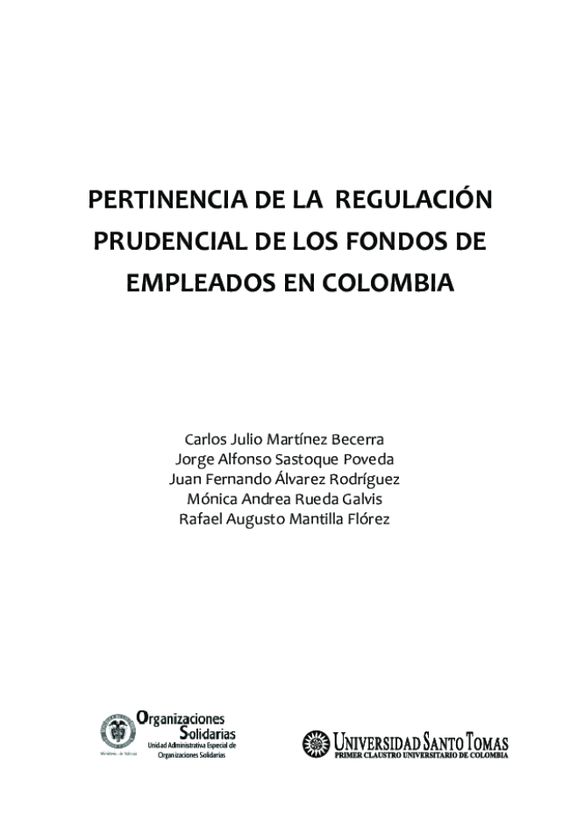 PERTINENCIA DE LA REGULACIÓN
PRUDENCIAL DE LOS FONDOS DE
EMPLEADOS EN COLOMBIA
Carlos Julio Martínez Becerra
Jorge Alfonso Sastoque Poveda
Juan Fernando Álvarez Rodríguez
Mónica Andrea Rueda Galvis
Rafael Augusto Mantilla Flórez
Organizaciones
Solidarias
Unidad Administrativa Especial de
Organizaciones Solidarias
UNIVERSIDAD SANTO TOMAS
PRIMER CLAUSTRO UNIVERSITARIO DE COLOMBIA